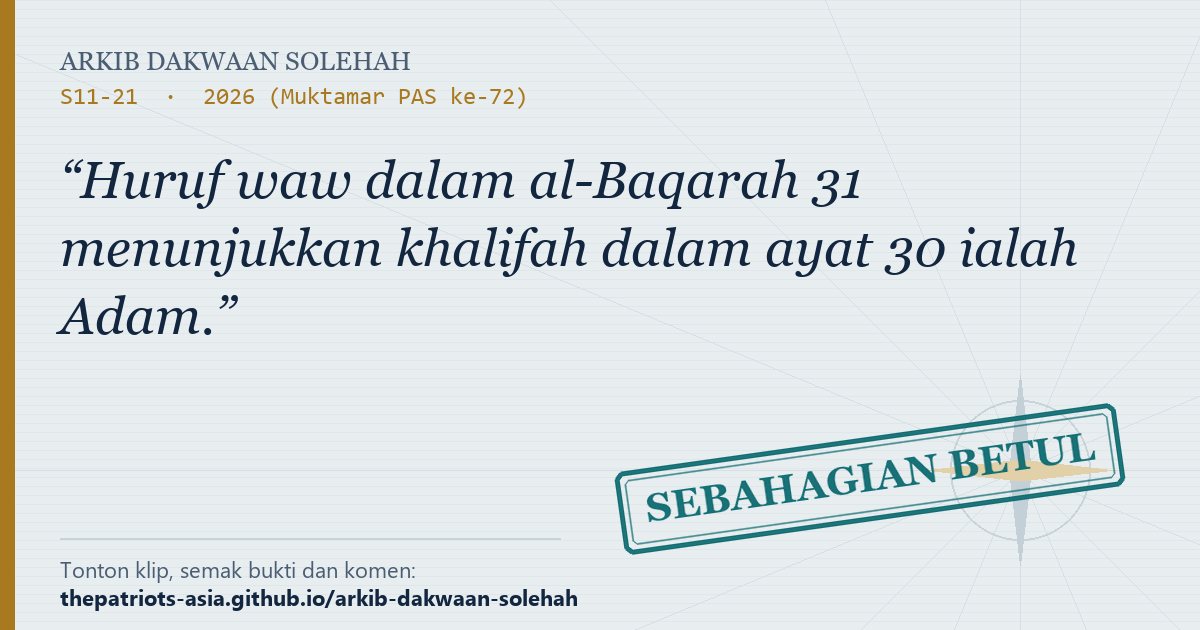 ARKIB DAKWAAN SOLEHAH
S11-21 · 2026 (Muktamar PAS ke-72)
“Huruf waw dalam al-Baqarah 31
menunjukkan khalifah dalam ayat 30 ialah
Adam.”
SEBAHAGIAN BETUL
Tonton klip, semak bukti dan komen:
thepatriots-asia.github.io/arkib-dakwaan-solehah